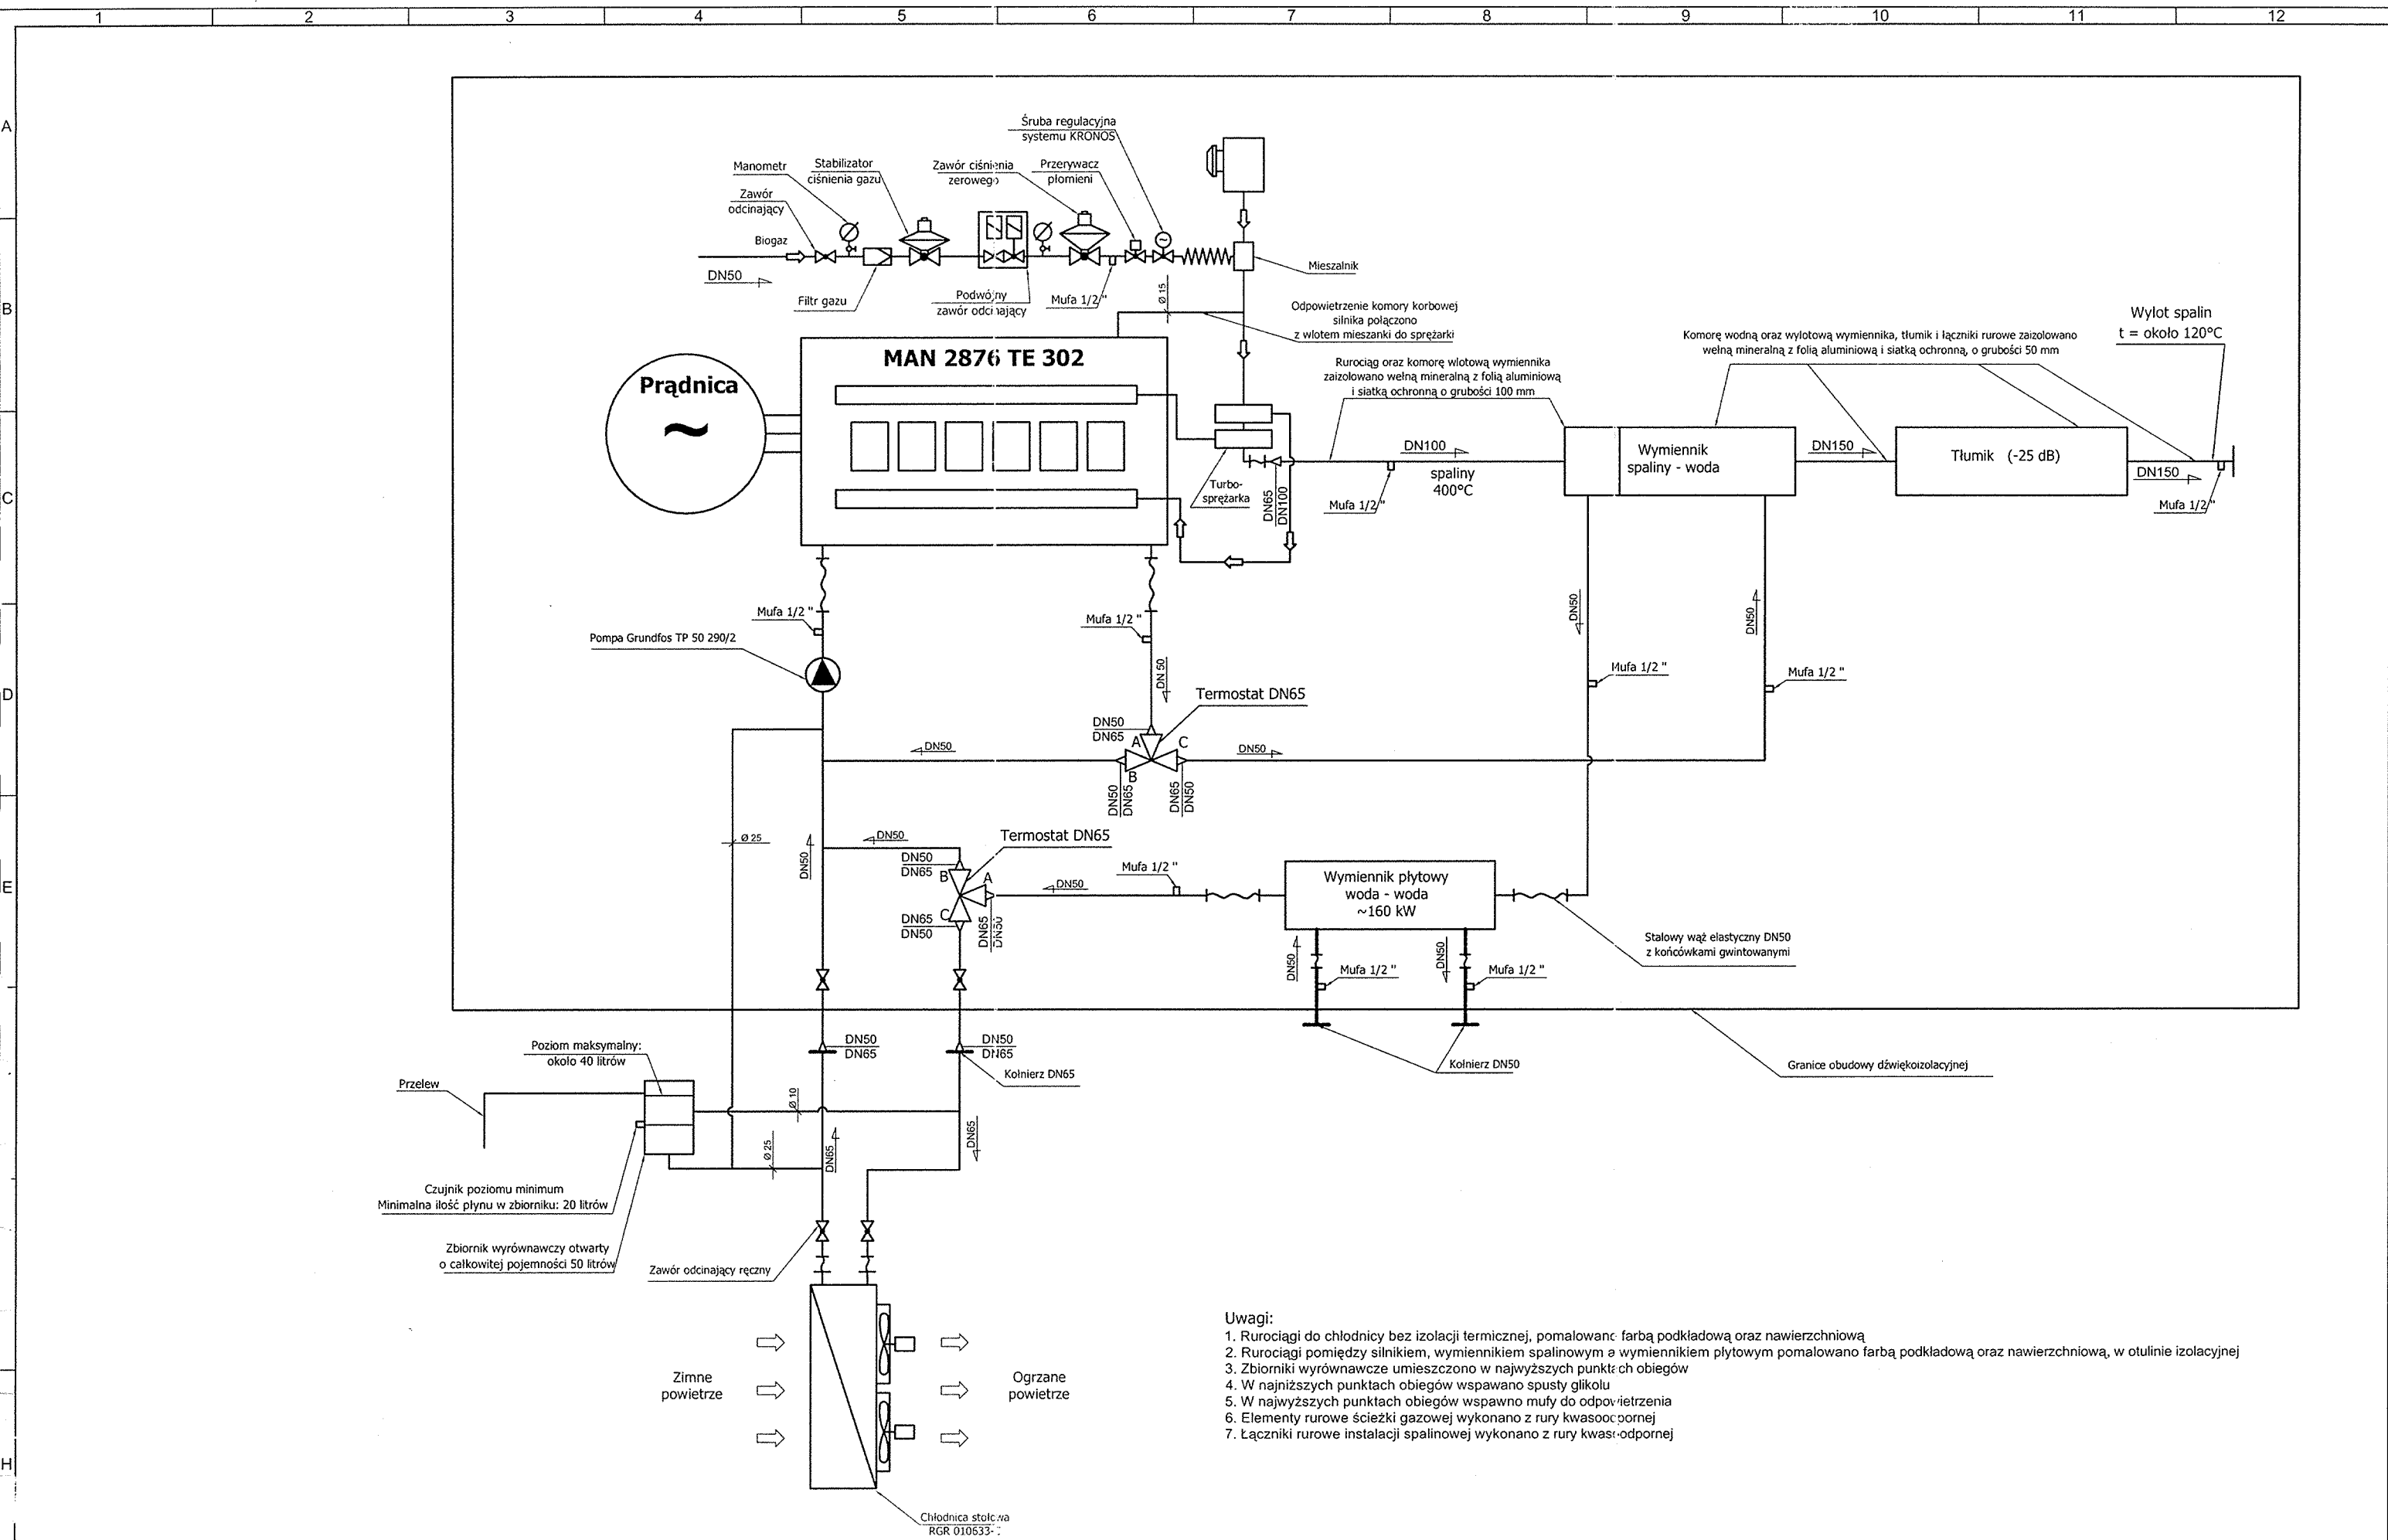 1 2 3 4 5 6 7 8 9 10 11 12
A
B
C
D
E
H
Śruba regulacyjna
systemu KRONOS
Manometr
Stabilizator
ciśnienia gazu
Zawór ciśnienia
zerowego
Przerywacz
płomieni
Zawór
odcinający
Biogaz
DN50
Filtr gazu
Podwójny
zawór odcinający
Mufa 1/2 "
Ø 15
Mieszalnik
Odpowietrzenie komory korbowej
silnika połączono
z wlotem mieszanki do sprężarki
Rurociąg oraz komorę wlotową wymiennika
zaizolowano wełną mineralną z folią aluminiową
i siatką ochronną o grubości 100 mm
Komorę wodną oraz wylotową wymiennika, tłumik i łączniki rurowe zaizolowano
wełną mineralną z folią aluminiową i siatką ochronną, o grubości 50 mm
Wylot spalin
t = około 120°C
Prądnica
~
MAN 2876 TE 302
Turbo-
sprężarka
DN65
DN100
DN100
spaliny
400°C
Mufa 1/2"
Wymiennik
spaliny - woda
DN150
Tłumik (-25 dB)
DN150
Mufa 1/2"
Mufa 1/2 "
Mufa 1/2 "
Pompa Grundfos TP 50 290/2
DN 50
Termostat DN65
DN50
DN65
A
C
B
DN50
DN50
DN50
DN65
DN65
DN50
DN50
DN50
Mufa 1/2 "
Mufa 1/2 "
Ø 25
DN50
DN50
Termostat DN65
DN50
DN65
B
A
C
DN65
DN50
DN65
DN50
DN50
Mufa 1/2 "
Wymiennik płytowy
woda - woda
~160 kW
Stalowy wąż elastyczny DN50
z końcówkami gwintowanymi
DN50
Mufa 1/2 "
DN50
Mufa 1/2 "
DN50
DN65
DN50
DN65
Kołnierz DN65
Kołnierz DN50
Granice obudowy dźwiękoizolacyjnej
Poziom maksymalny:
około 40 litrów
Przelew
Ø 10
Ø 25
DN65
DN65
Czujnik poziomu minimum
Minimalna ilość płynu w zbiorniku: 20 litrów
Zbiornik wyrównawczy otwarty
o całkowitej pojemności 50 litrów
Zawór odcinający ręczny
Zimne
powietrze
Ogrzane
powietrze
Chłodnica stołowa
RGR 010633-
Uwagi:
1. Rurociągi do chłodnicy bez izolacji termicznej, pomalowano farbą podkładową oraz nawierzchniową
2. Rurociągi pomiędzy silnikiem, wymiennikiem spalinowym a wymiennikiem płytowym pomalowano farbą podkładową oraz nawierzchniową, w otulinie izolacyjnej
3. Zbiorniki wyrównawcze umieszczono w najwyższych punktach obiegów
4. W najniższych punktach obiegów wspawano spusty glikolu
5. W najwyższych punktach obiegów wspawno mufy do odpowietrzenia
6. Elementy rurowe ścieżki gazowej wykonano z rury kwasoodpornej
7. Łączniki rurowe instalacji spalinowej wykonano z rury kwasoodpornej